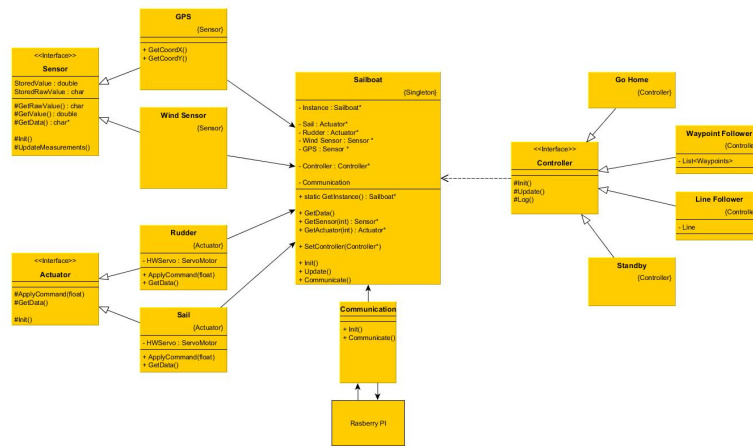 GPS
{Sensor}
+ GetCoordX()
+ GetCoordY()
<<Interface>>
Sensor
StoredValue : double
StoredRawValue : char
#GetRawValue() : char
#GetValue() : double
#GetData() : char*
#Init()
#UpdateMeasurements()
Wind Sensor
{Sensor}
Rudder
{Actuator}
- HWServo : ServoMotor
+ ApplyCommand(float)
+ GetData()
<<Interface>>
Actuator
#ApplyCommand(float)
#GetData()
#Init()
Sail
{Actuator}
- HWServo : ServoMotor
+ ApplyCommand(float)
+ GetData()
Sailboat
{Singleton}
- Instance : Sailboat*
- Sail : Actuator*
- Rudder : Actuator*
- Wind Sensor : Sensor *
- GPS : Sensor *
- Controller : Controller*
- Communication
+ static GetInstance() : Sailboat*
+ GetData()
+ GetSensor(int) : Sensor*
+ GetActuator(int) : Actuator*
+ SetController(Controller*)
+ Init()
+ Update()
+ Communicate()
Communication
+ Init()
+ Communicate()
Rasberry PI
<<Interface>>
Controller
#Init()
#Update()
#Log()
Go Home
{Controller}
Waypoint Follower
{Controlle
- List<Waypoints>
Line Follower
{Controlle
- Line
Standby
{Controller}